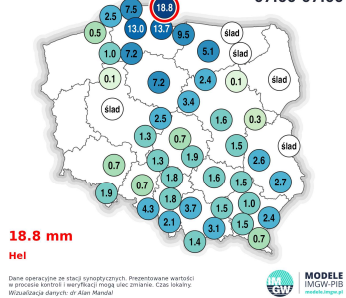 18.8
7.5
2.5
13.0
13.7
9.5
ślad
0.5
1.0
7.2
5.1
ślad
0.1
7.2
2.4
0.1
ślad
ślad
3.4
2.5
1.6
0.3
1.3
0.7
1.5
ślad
1.3
1.9
2.6
0.7
1.8
1.6
1.5
2.7
1.9
0.7
1.8
1.0
4.3
3.7
1.5
2.4
2.1
3.1
1.5
1.4
0.7
18.8 mm
Hel
Dane operacyjne ze stacji synoptycznych. Prezentowane wartości
w procesie kontroli i weryfikacji mogą ulec zmianie. Czas lokalny.
Wizualizacja danych: dr Alan Mandal
IM
GW
MODELE
IMGW-PIB
modele.imgw.pl